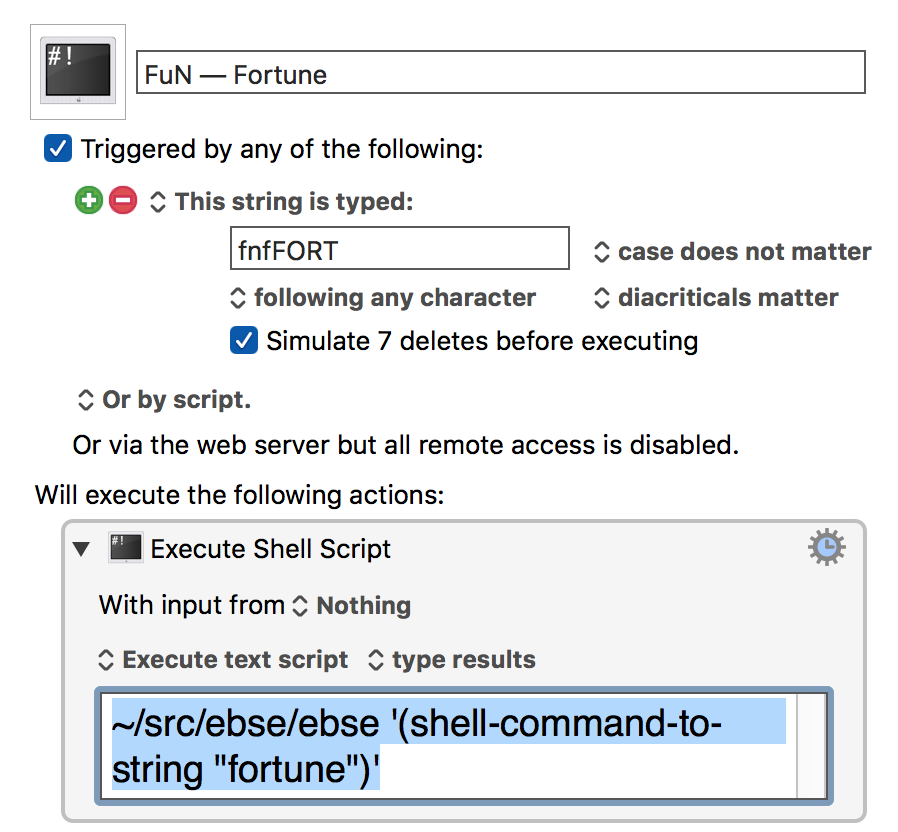 #!
FuN — Fortune
Triggered by any of the following:
This string is typed:
fnfFORT
case does not matter
following any character
diacriticals matter
Simulate 7 deletes before executing
Or by script.
Or via the web server but all remote access is disabled.
Will execute the following actions:
#!
Execute Shell Script
With input from Nothing
Execute text script type results
~/src/ebse/ebse '(shell-command-to-
string "fortune")'